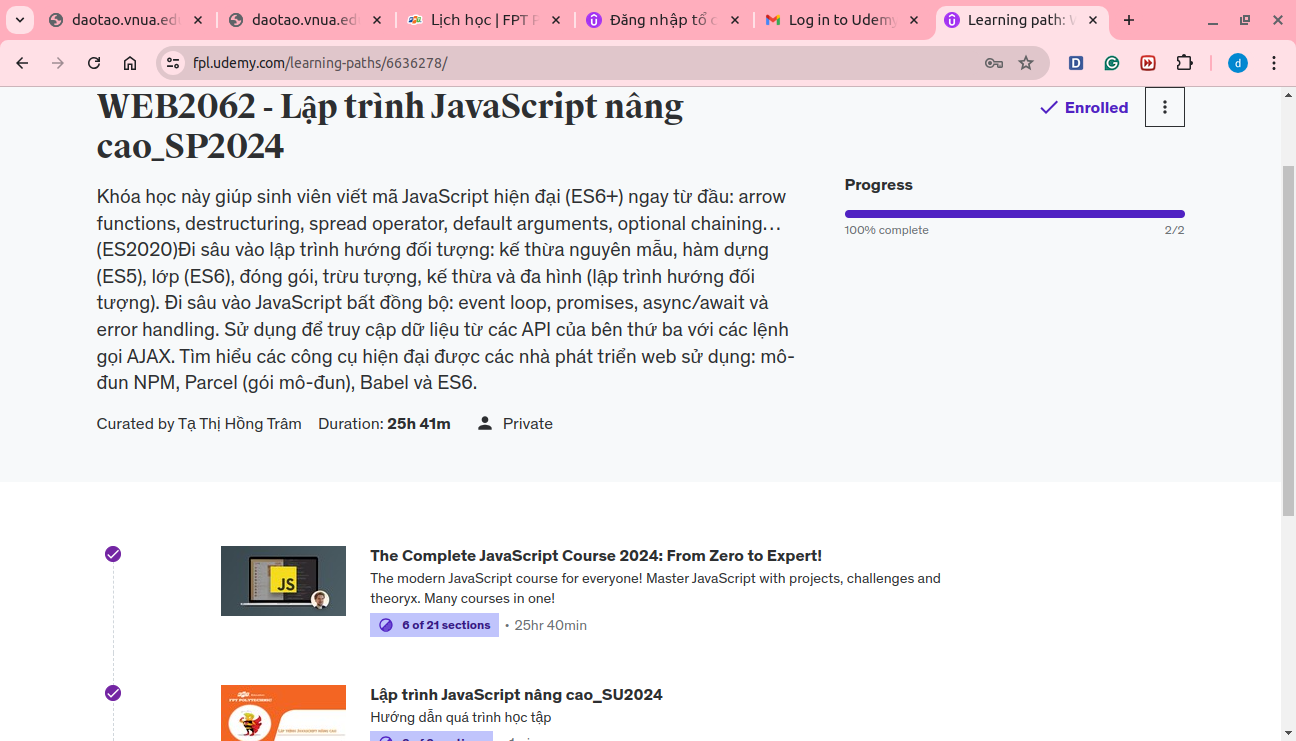 daotao.vnua.ed
daotao.vnua.ed
Lịch học | FPT
Đăng nhập tổ c
Log in to Udemy
Learning path:
fpl.udemy.com/learning-paths/6636278/
D
d
WEB2062 - Lập trình JavaScript nâng
cao_SP2024
Enrolled
Progress
100% complete
2/2
Khóa học này giúp sinh viên viết mã JavaScript hiện đại (ES6+) ngay từ đầu: arrow
functions, destructuring, spread operator, default arguments, optional chaining…
(ES2020)Đi sâu vào lập trình hướng đối tượng: kế thừa nguyên mẫu, hàm dựng
(ES5), lớp (ES6), đóng gói, trừu tượng, kế thừa và đa hình (lập trình hướng đối
tượng). Đi sâu vào JavaScript bất đồng bộ: event loop, promises, async/await và
error handling. Sử dụng để truy cập dữ liệu từ các API của bên thứ ba với các lệnh
gọi AJAX. Tìm hiểu các công cụ hiện đại được các nhà phát triển web sử dụng: mô-
đun NPM, Parcel (gói mô-đun), Babel và ES6.
Curated by Tạ Thị Hồng Trâm Duration: 25h 41m Private
JS
The Complete JavaScript Course 2024: From Zero to Expert!
The modern JavaScript course for everyone! Master JavaScript with projects, challenges and
theoryx. Many courses in one!
6 of 21 sections • 25hr 40min
FPT POLYTECHNIC
LẬP TRÌNH JAVASCRIPT NÂNG CAO
Lập trình JavaScript nâng cao_SU2024
Hướng dẫn quá trình học tập